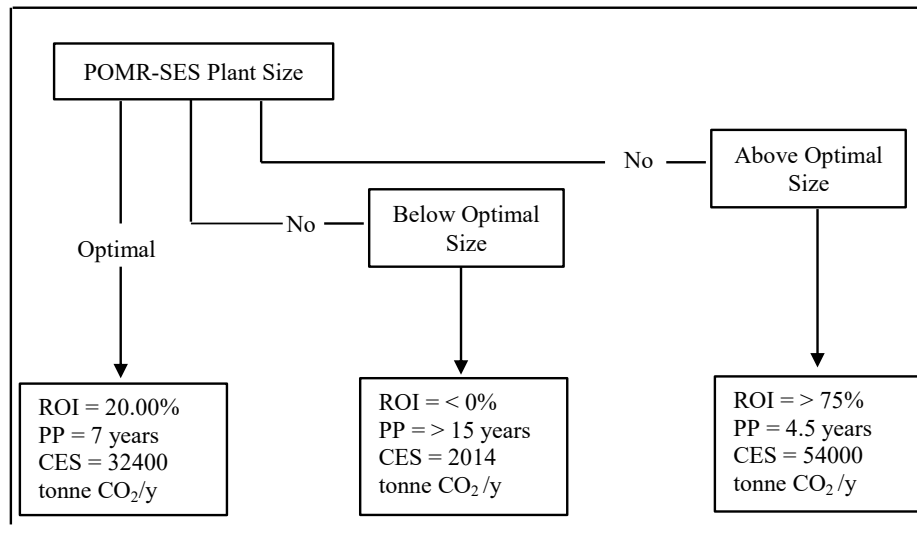 POMR-SES Plant Size
No
Above Optimal
Size
No
Below Optimal
Size
Optimal
ROI = 20.00%
PP = 7 years
CES = 32400
tonne CO₂/y
ROI = < 0%
PP = > 15 years
CES = 2014
tonne CO₂ /y
ROI = > 75%
PP = 4.5 years
CES = 54000
tonne CO₂/y